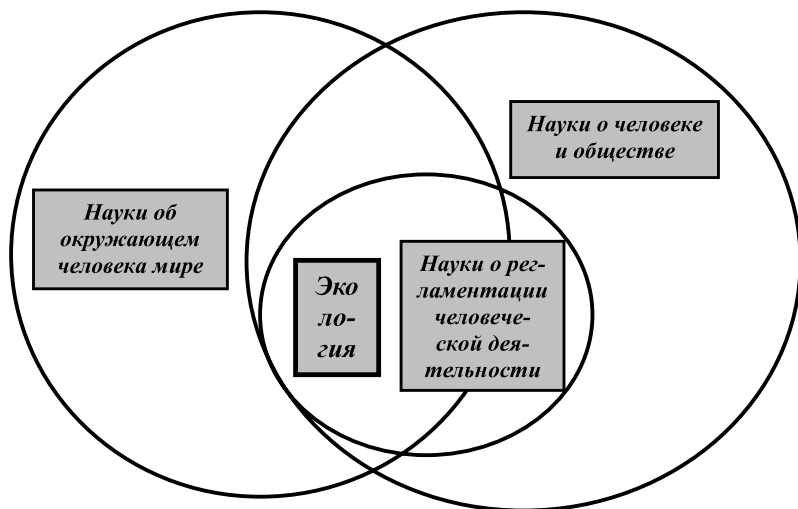 Науки о человеке
и обществе
Науки об
окружающем
человека мире
Эко
ло-
гия
Науки о рег-
ламентации
человече-
ской дея-
тельности